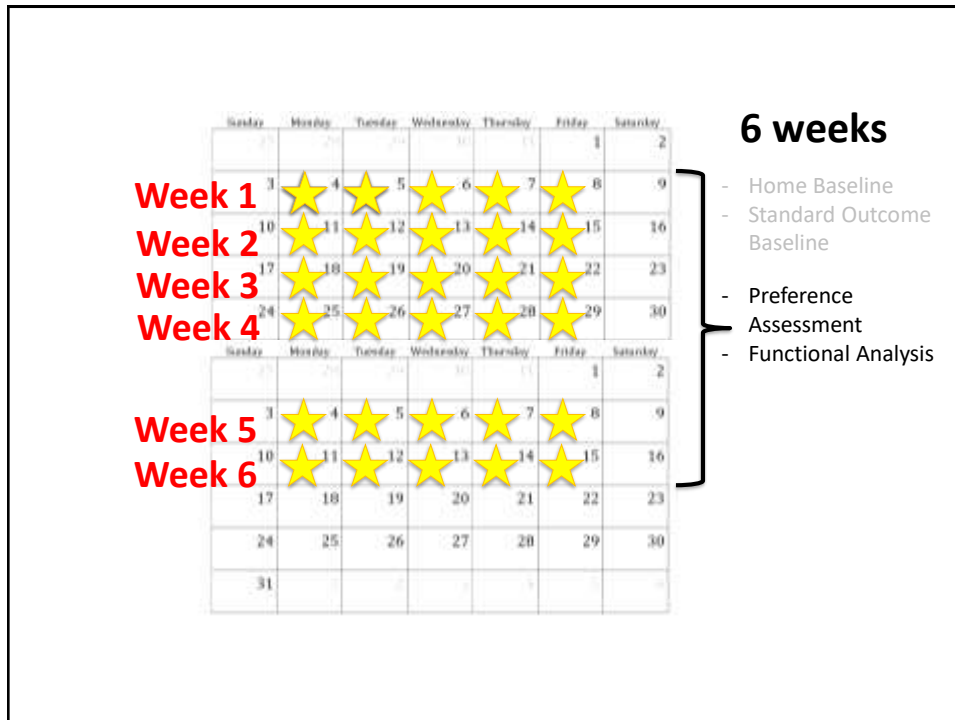 6 weeks
- Home Baseline
- Standard Outcome
Baseline
- Preference
- Assessment
- Functional Analysis
Sunday Monday Tuesday Wednesday Thursday Friday Saturday
1 2
Week 1 3 4 5 6 7 8 9
Week 2 10 11 12 13 14 15 16
Week 3 17 18 19 20 21 22 23
Week 4 24 25 26 27 28 29 30
Sunday Monday Tuesday Wednesday Thursday Friday Saturday
1 2
Week 5 3 4 5 6 7 8 9
Week 6 10 11 12 13 14 15 16
17 18 19 20 21 22 23
24 25 26 27 28 29 30
31